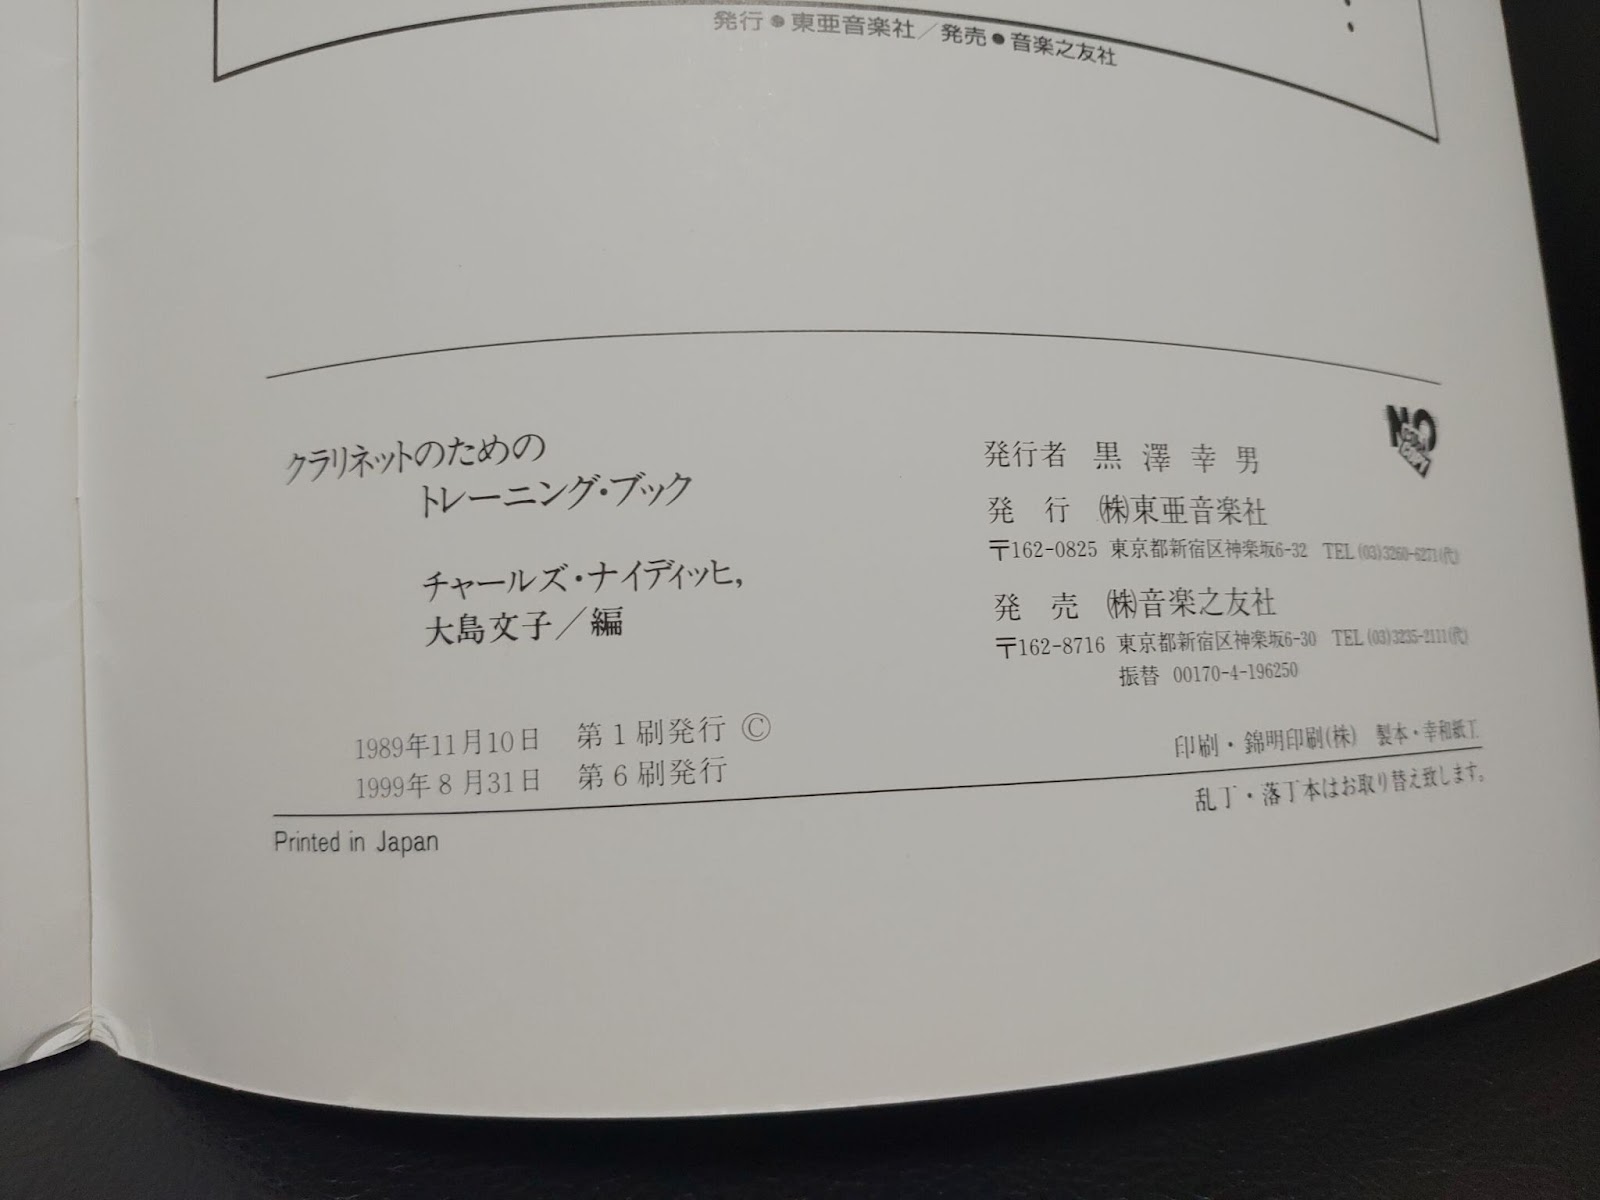 発行●東亜音楽社／発売●音楽之友社
クラリネットのための
トレーニング・ブック
チャールズ・ナイディッヒ,
大島文子／編
1989年11月10日 第1刷発行 ©
1999年8月31日 第6刷発行
発行者 黒澤幸男
発行 ㈱東亜音楽社
〒162-0825 東京都新宿区神楽坂6-32 TEL (03)3260-6271(代)
発売 ㈱音楽之友社
〒162-8716 東京都新宿区神楽坂6-30 TEL (03)3235-2111(代)
振替 00170-4-196250
印刷・錦明印刷(株) 製本・幸和紙工
乱丁・落丁本はお取り替え致します。
Printed in Japan
NO
COPY